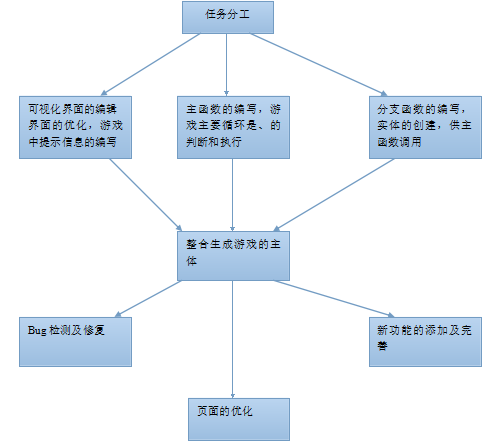 任务分工
可视化界面的编辑
界面的优化，游戏
中提示信息的编写
主函数的编写，游
戏主要循环是、的
判断和执行
分支函数的编写，
实体的创建，供主
函数调用
整合生成游戏的主
体
Bug 检测及修复
新功能的添加及完
善
页面的优化